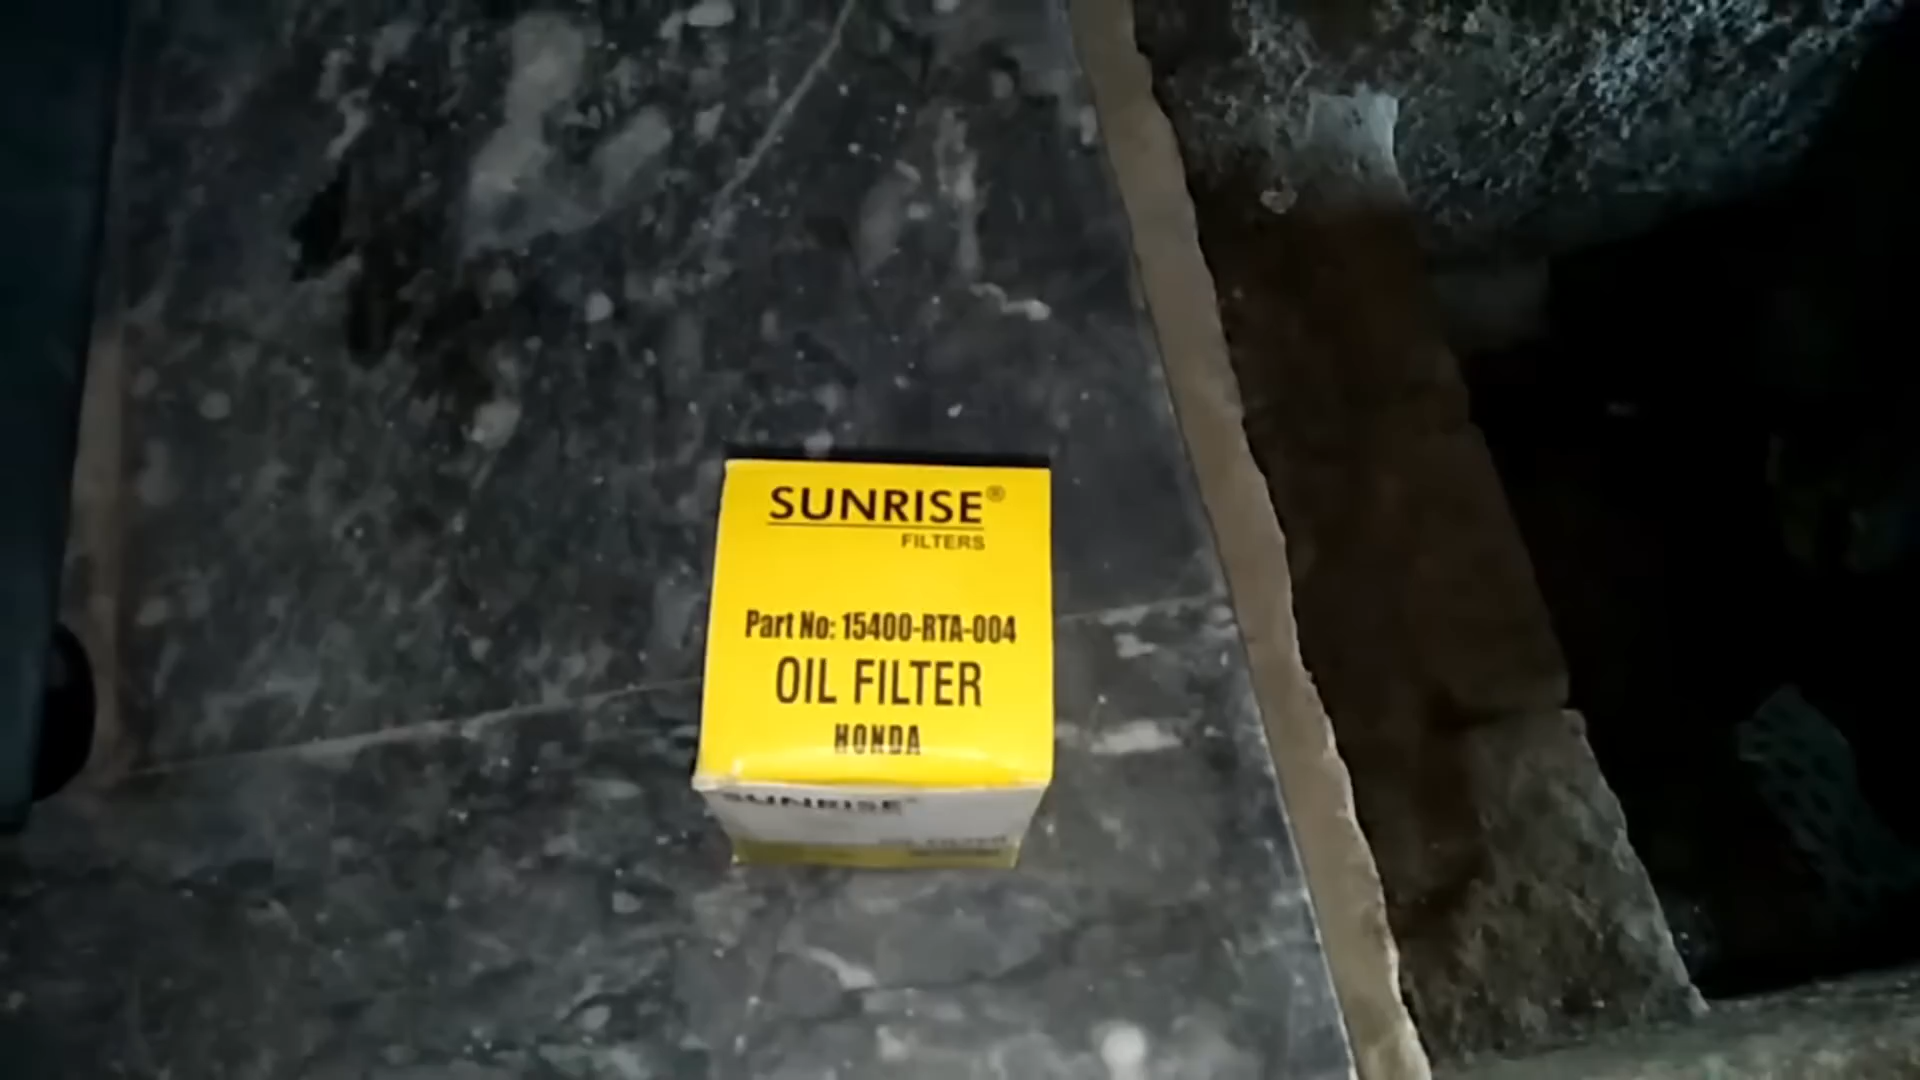 SUNRISE®
FILTERS
Part No: 15400-RTA-004
OIL FILTER
HONDA
SUNRISE